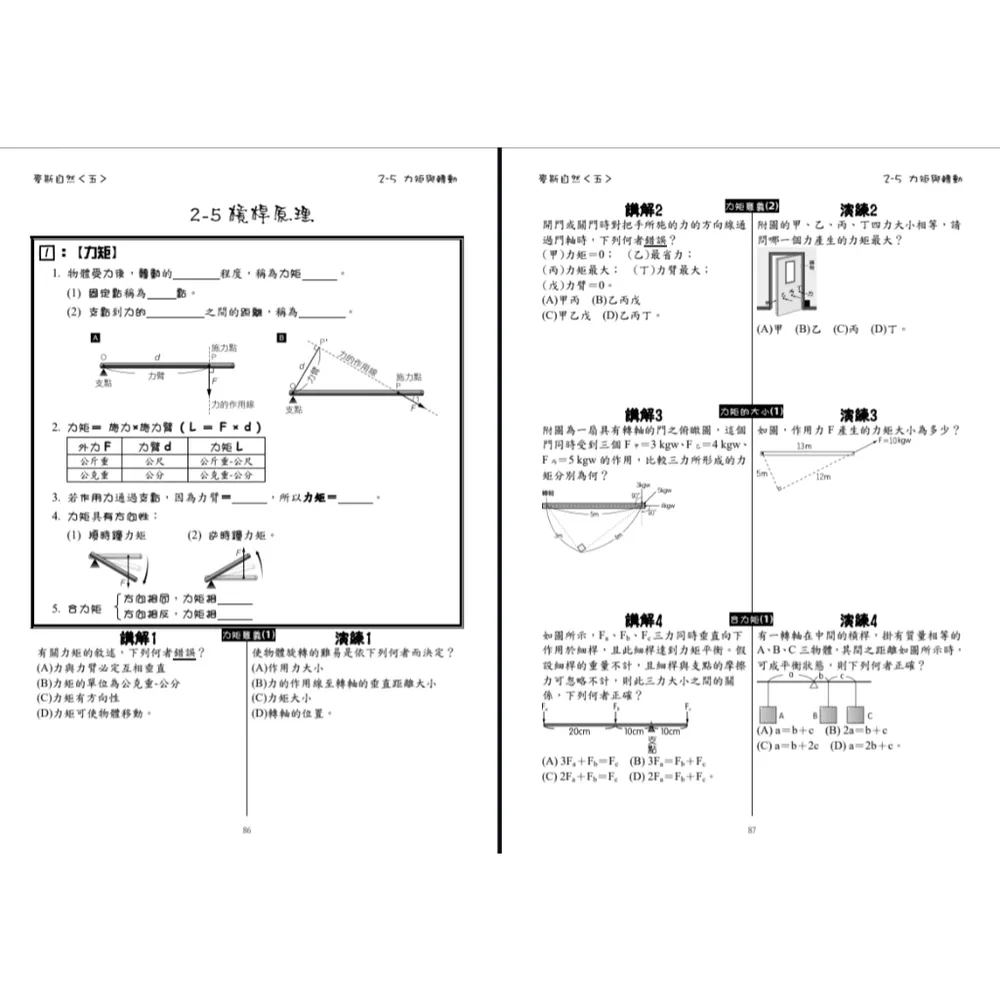 麥斯自然＜五＞
2-5 力矩與轉動
2-5 槓桿原理
1：【力矩】
1. 物體受力後，轉動的________程度，稱為力矩______。
(1) 固定點稱為_____點。
(2) 支點到力的__________之間的距離，稱為________。
A
O
d
P
施力點
力臂
F
支點
力的作用線
B
P'
d
力臂
力的作用線
施力點
O
P
F
支點
2. 力矩＝ 施力×施力臂（L = F × d）
外力 F 力臂 d 力矩 L
公斤重 公尺 公斤重-公尺
公克重 公分 公克重-公分
3. 若作用力通過支點，因為力臂＝______，所以力矩＝______。
4. 力矩具有方向性：
(1) 順時鐘力矩 (2) 逆時鐘力矩。
F
F
5. 合力矩
方向相同，力矩相______
方向相反，力矩相______
講解1
力矩意義(1)
演練1
有關力矩的敘述，下列何者錯誤？
(A)力與力臂必定互相垂直
(B)力矩的單位為公克重-公分
(C)力矩有方向性
(D)力矩可使物體移動。
使物體旋轉的難易是依下列何者而決定？
(A)作用力大小
(B)力的作用線至轉軸的垂直距離大小
(C)力矩大小
(D)轉軸的位置。
86
麥斯自然＜五＞
2-5 力矩與轉動
講解2
力矩意義(2)
演練2
開門或關門時對把手所施的力的方向線通
過門軸時，下列何者錯誤？
(甲)力矩=0； (乙)最省力；
(丙)力矩最大； (丁)力臂最大；
(戊)力臂=0。
(A)甲丙 (B)乙丙戊
(C)甲乙戊 (D)乙丙丁。
附圖的甲、乙、丙、丁四力大小相等，請
問哪一個力產生的力矩最大？
(A)甲 (B)乙 (C)丙 (D)丁。
講解3
力矩的大小(1)
演練3
附圖為一扇具有轉軸的門之俯瞰圖，這個
門同時受到三個 F甲=3 kgw、F乙=4 kgw、
F丙=5 kgw 的作用，比較三力所形成的力
矩分別為何？
轉軸
3kgw
90°
5kgw
4kgw
90°
5m
如圖，作用力 F 產生的力矩大小為多少？
13m
F=10kgw
5m
12m
講解4
合力矩(1)
演練4
如圖所示，Fa、Fb、Fc三力同時垂直向下
作用於細桿，且此細桿達到力矩平衡。假
設細桿的重量不計，且細桿與支點的摩擦
力可忽略不計，則此三力大小之間的關
係，下列何者正確？
Fa
Fb
Fc
20cm
10cm
10cm
支點
(A) 3Fa+Fb=Fc (B) 3Fa=Fb+Fc
(C) 2Fa+Fb=Fc (D) 2Fa=Fb+Fc。
有一轉軸在中間的槓桿，掛有質量相等的
A、B、C 三物體，其間之距離如圖所示時，
可成平衡狀態，則下列何者正確？
a
b
c
A
B
C
(A) a=b+c (B) 2a=b+c
(C) a=b+2c (D) a=2b+c。
87